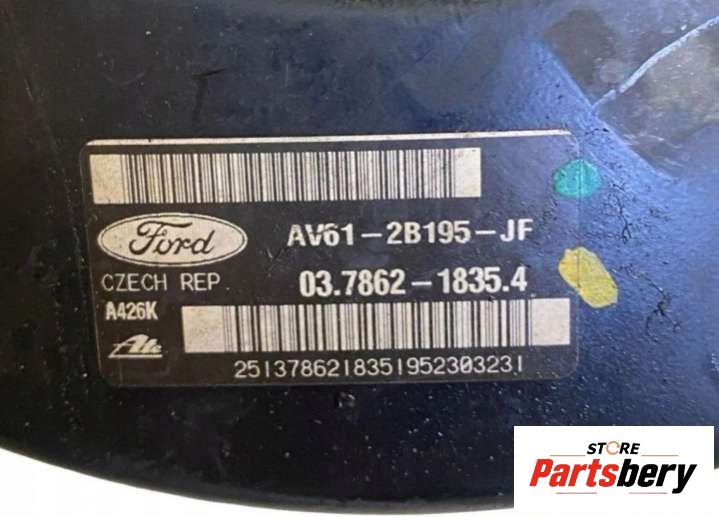 Ford
AV61-2B195-JF
CZECH REP
03.7862-1835.4
A426K
Ate
2513786218351952303231
STORE
Partsbery